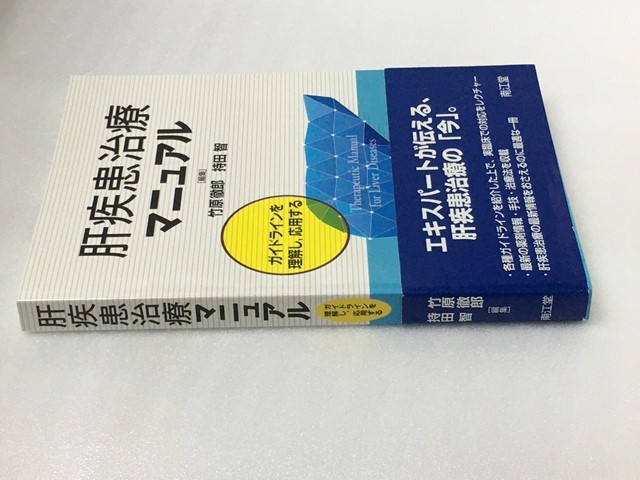 肝疾患治療
マニュアル
[編集]
竹原徹郎 持田 智
ガイドラインを
理解し、応用する
Therapeutic Manual
for Liver Diseases
エキスパートが伝える、
肝疾患治療の「今」。
・各種ガイドラインを紹介した上で、実臨床での対応をレクチャー
・最新の薬剤情報・手技・治療法を収載
・肝疾患治療の最新情報をおさえるのに最適な一冊
南江堂
肝疾患治療マニュアル
ガイドラインを
理解し、応用する
竹原徹郎
持田 智
[編集]
南江堂